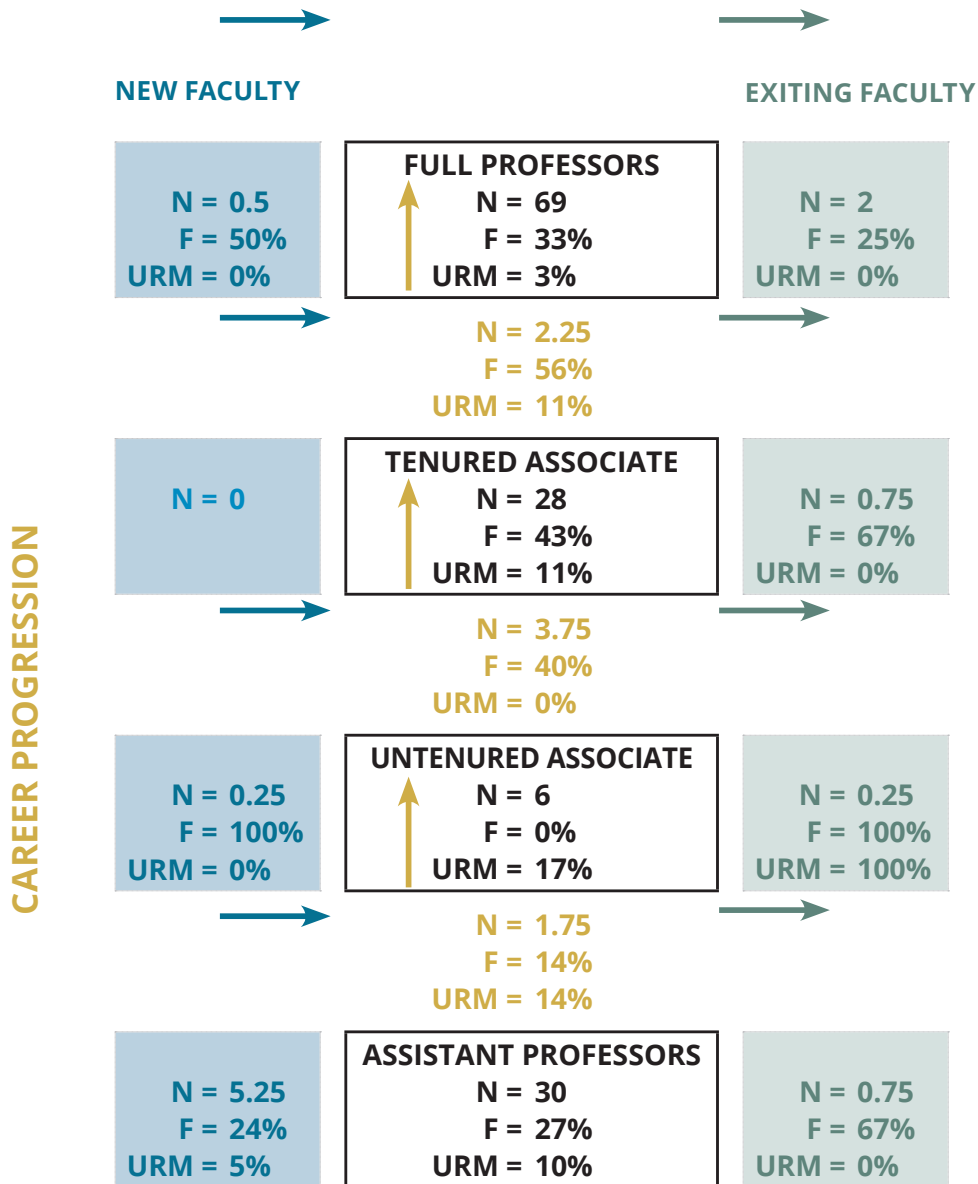 NEW FACULTY
EXITING FACULTY
N = 0.5
F = 50%
URM = 0%
FULL PROFESSORS
N = 69
F = 33%
URM = 3%
N = 2
F = 25%
URM = 0%
N = 2.25
F = 56%
URM = 11%
N = 0
TENURED ASSOCIATE
N = 28
F = 43%
URM = 11%
N = 0.75
F = 67%
URM = 0%
N = 3.75
F = 40%
URM = 0%
CAREER PROGRESSION
N = 0.25
F = 100%
URM = 0%
UNTENURED ASSOCIATE
N = 6
F = 0%
URM = 17%
N = 0.25
F = 100%
URM = 100%
N = 1.75
F = 14%
URM = 14%
N = 5.25
F = 24%
URM = 5%
ASSISTANT PROFESSORS
N = 30
F = 27%
URM = 10%
N = 0.75
F = 67%
URM = 0%